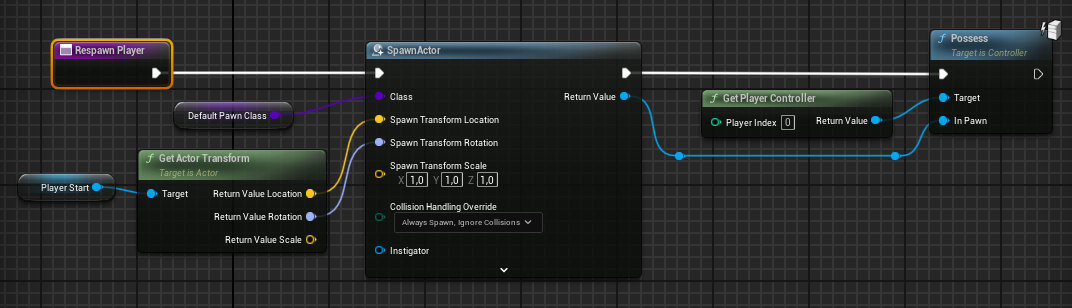 Respawn Player
Default Pawn Class
Player Start
Get Actor Transform
Target is Actor
Target
Return Value Location
Return Value Rotation
Return Value Scale
SpawnActor
Class
Return Value
Spawn Transform Location
Spawn Transform Rotation
Spawn Transform Scale
X 1,0 Y 1,0 Z 1,0
Collision Handling Override
Always Spawn, Ignore Collisions
Instigator
Get Player Controller
Player Index 0
Return Value
Possess
Target is Controller
Target
In Pawn